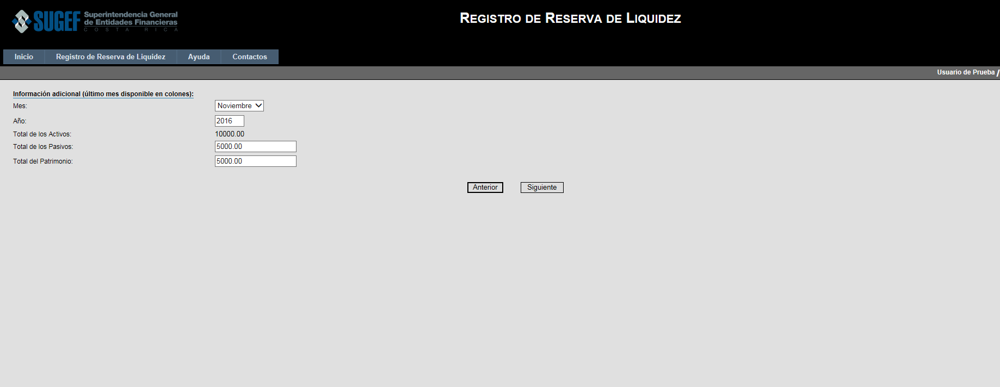 SUGEF
Superintendencia General
de Entidades Financieras
COSTA RICA
REGISTRO DE RESERVA DE LIQUIDEZ
Inicio Registro de Reserva de Liquidez Ayuda Contactos
Usuario de Prueba /
Información adicional (último mes disponible en colones):
Mes: Noviembre
Año: 2016
Total de los Activos: 10000.00
Total de los Pasivos: 5000.00
Total del Patrimonio: 5000.00
Anterior Siguiente